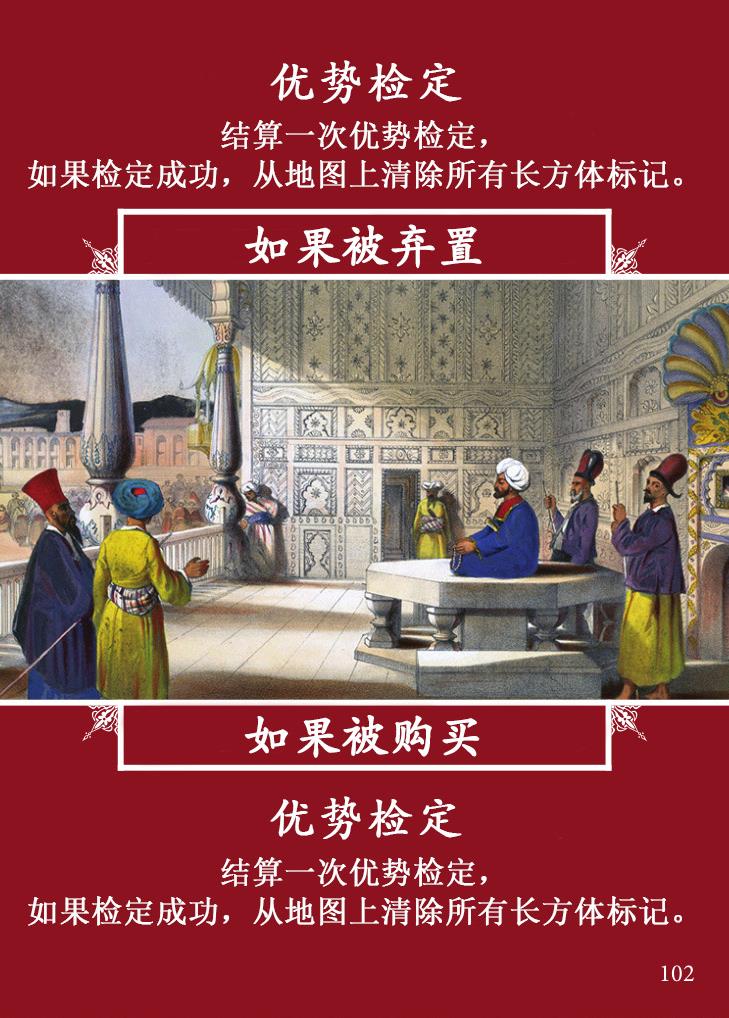 优势检定
结算一次优势检定，
如果检定成功，从地图上清除所有长方体标记。
如果被弃置
如果被购买
优势检定
结算一次优势检定，
如果检定成功，从地图上清除所有长方体标记。
102